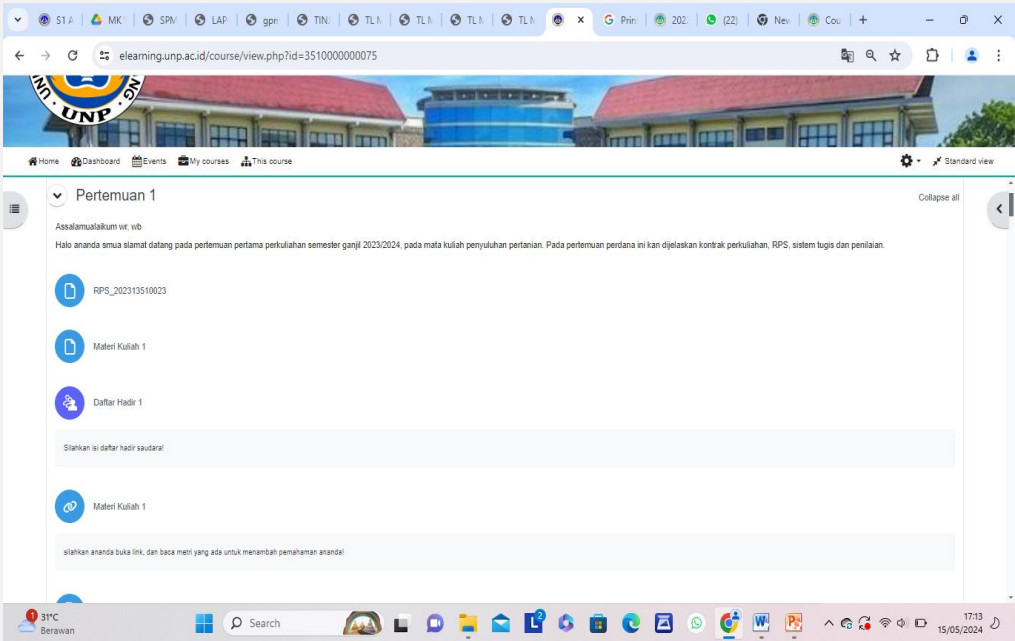 S1 A
MK
SPM
LAP
gpn
TIN
TL M
TL M
TL M
TL M
Prin
202
(22)
New
Cou
elearning.unp.ac.id/course/view.php?id=3510000000075
UNP
Home Dashboard Events My courses This course
Standard view
Pertemuan 1
Collapse all
Assalamualaikum wr, wb
Halo ananda smua slamat datang pada pertemuan pertama perkuliahan semester ganjil 2023/2024, pada mata kuliah penyuluhan pertanian. Pada pertemuan perdana ini kan dijelaskan kontrak perkuliahan, RPS, sistem tugis dan penilaian.
RPS_202313510023
Materi Kuliah 1
Daftar Hadir 1
Silahkan isi daftar hadir saudara!
Materi Kuliah 1
silahkan ananda buka link, dan baca metri yang ada untuk menambah pemahaman ananda!
1
31°C
Berawan
Search
2
17:13
15/05/2024